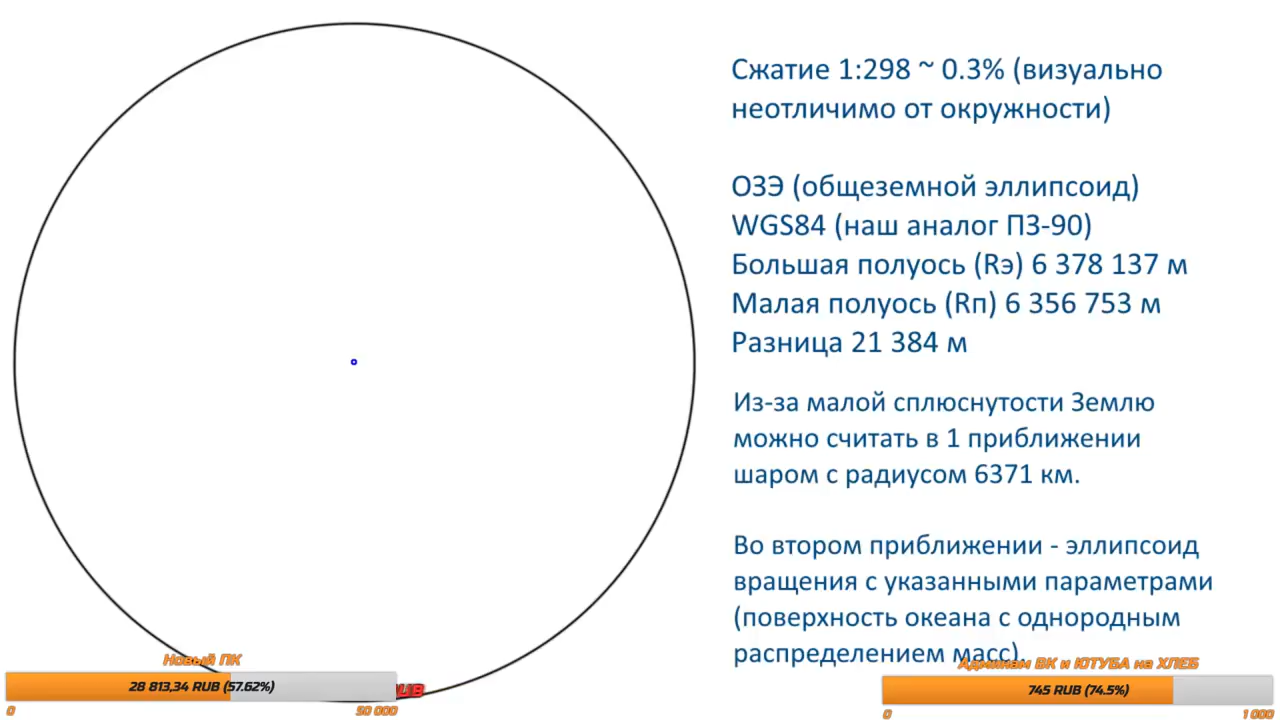 Сжатие 1:298 ~ 0.3% (визуально
неотличимо от окружности)
ОЗЭ (общеземной эллипсоид)
WGS84 (наш аналог ПЗ-90)
Большая полуось (Rэ) 6 378 137 м
Малая полуось (Rп) 6 356 753 м
Разница 21 384 м
Из-за малой сплюснутости Землю
можно считать в 1 приближении
шаром с радиусом 6371 км.
Во втором приближении - эллипсоид
вращения с указанными параметрами
(поверхность океана с однородным
распределением масс).
Новый ПК
28 813,34 RUB (57.62%)
0
50 000
Админам ВК и ЮТУБА на ХЛЕБ
745 RUB (74.5%)
0
1 000